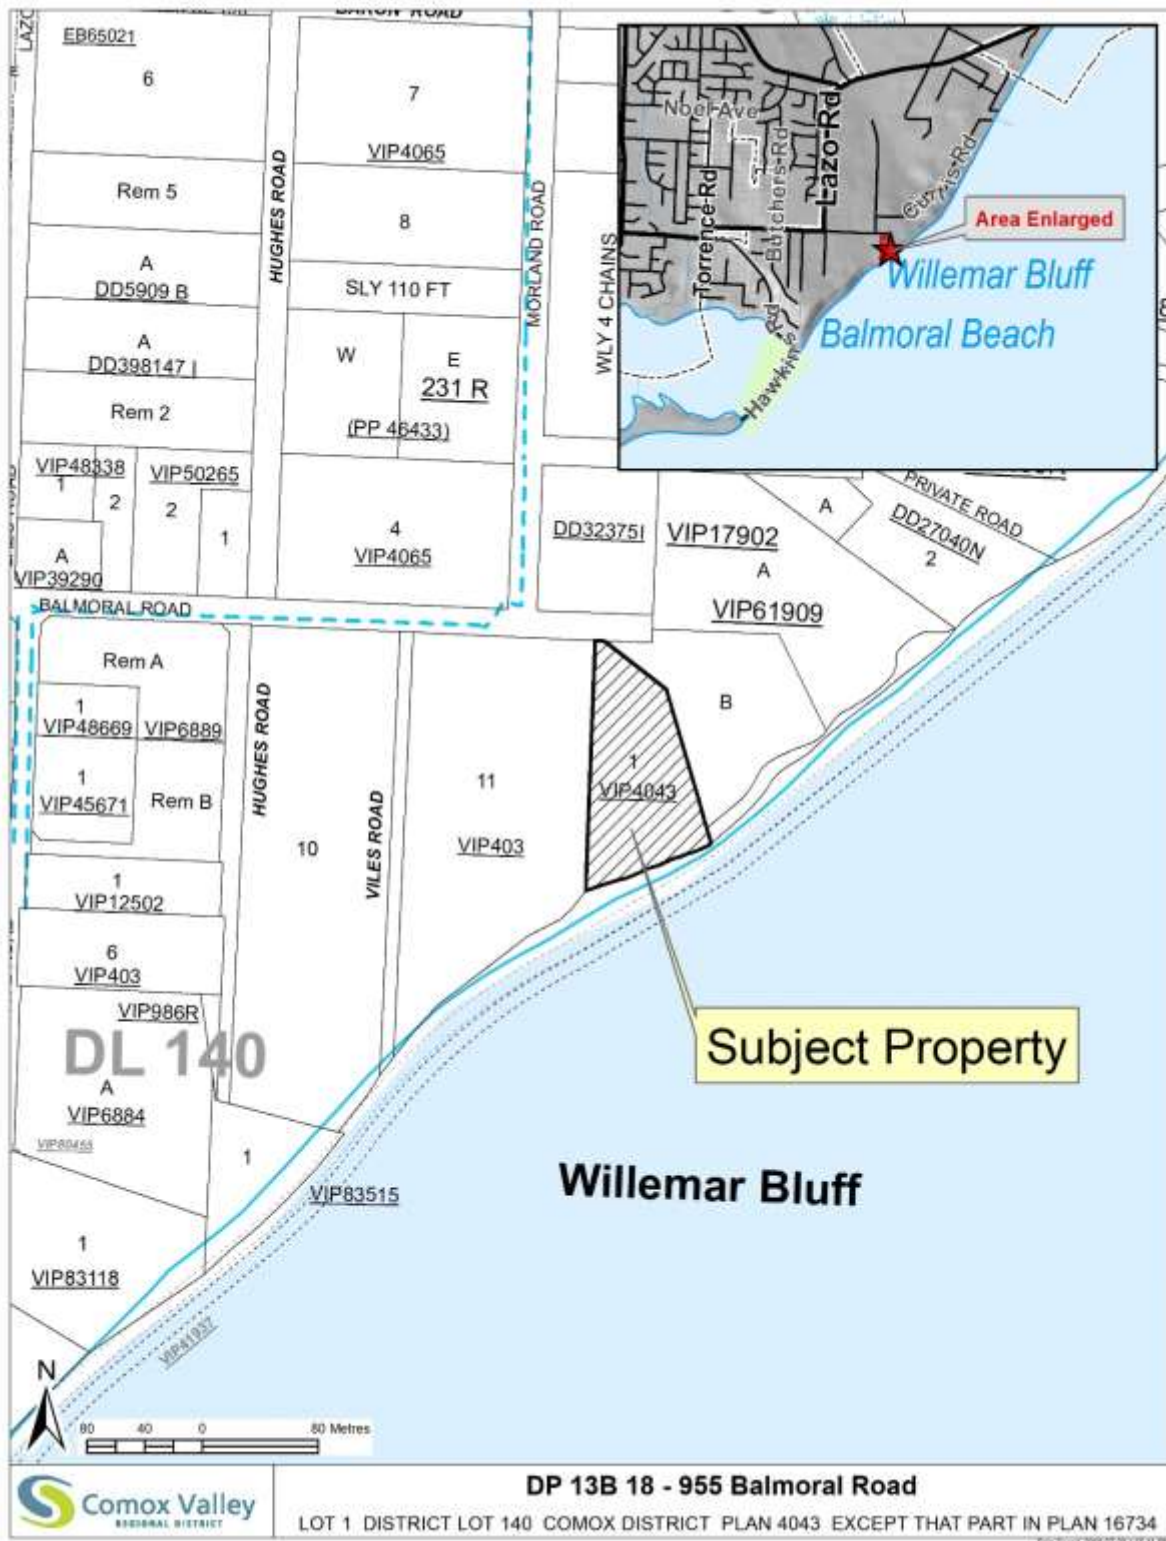 BARON ROAD
EB65021
6
7
VIP4065
Rem 5
8
A
DD5909 B
SLY 110 FT
A
DD398147 I
W
E
231 R
(PP 46433)
Rem 2
HUGHES ROAD
MORLAND ROAD
WLY 4 CHAINS
VIP48338
1
2
VIP50265
2
1
A
VIP39290
4
VIP4065
DD32375I
VIP17902
A
VIP61909
A
PRIVATE ROAD
DD27040N
2
BALMORAL ROAD
Noel Ave
Torrence Rd
Butchers Rd
Lazo Rd
Curtis Rd
Hawkins Rd
Area Enlarged
Willemar Bluff
Balmoral Beach
Rem A
1
VIP48669
VIP6889
1
VIP45671
Rem B
HUGHES ROAD
10
VILES ROAD
11
VIP403
1
VIP4043
B
1
VIP12502
6
VIP403
VIP986R
DL 140
A
VIP6884
VIP80455
1
VIP83515
1
VIP83118
VIP41937
Subject Property
Willemar Bluff
N
80 40 0 80 Metres
Comox Valley
REGIONAL DISTRICT
DP 13B 18 - 955 Balmoral Road
LOT 1 DISTRICT LOT 140 COMOX DISTRICT PLAN 4043 EXCEPT THAT PART IN PLAN 16734